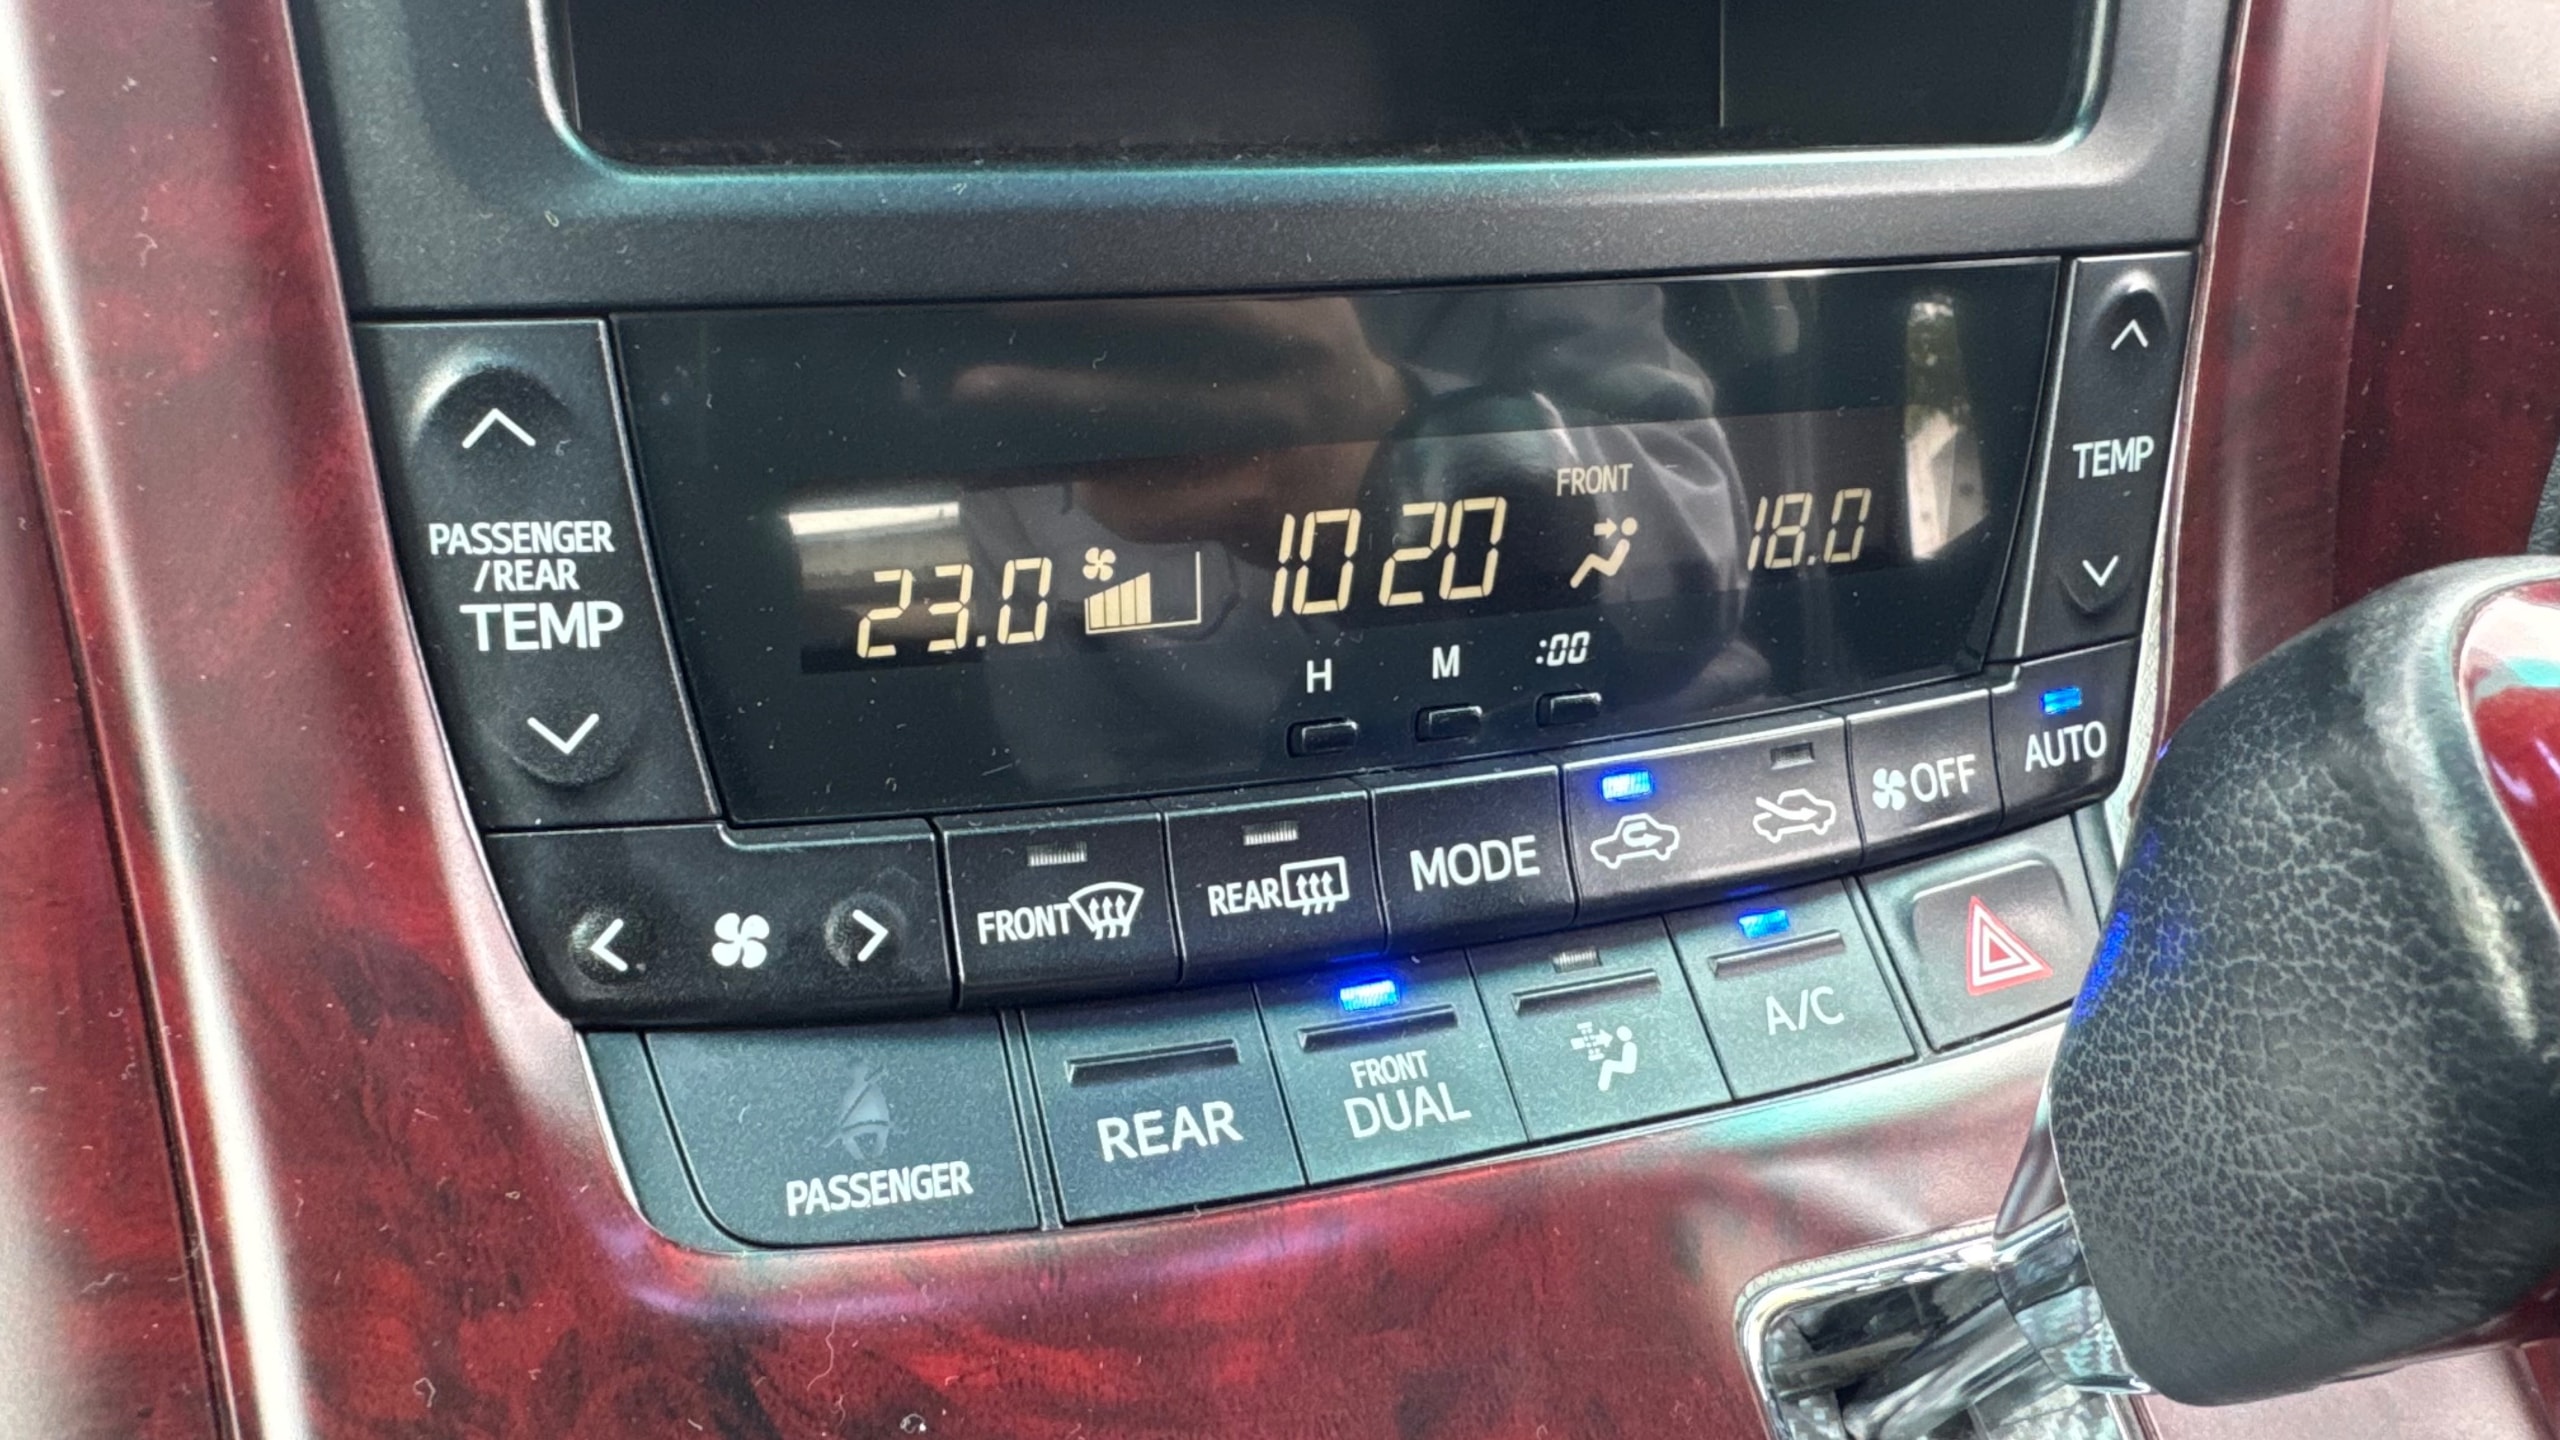 FRONT
23.0 10 20 18.0
H M :00
PASSENGER
/REAR
TEMP
TEMP
FRONT REAR MODE OFF AUTO
PASSENGER REAR FRONT
DUAL A/C